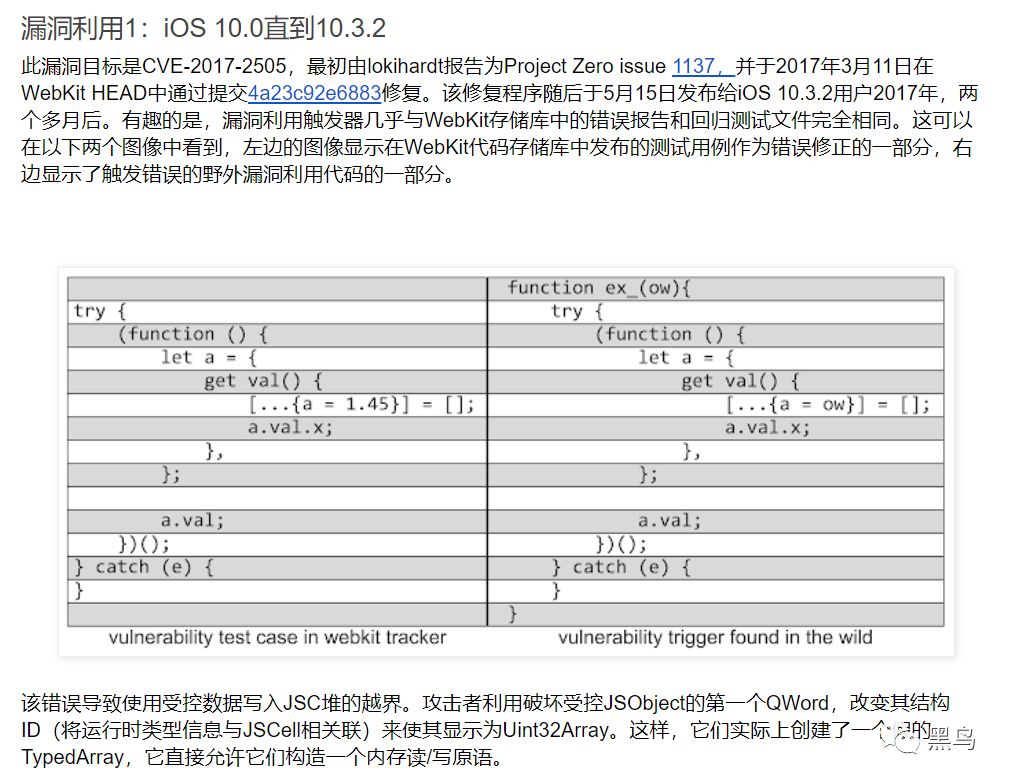 漏洞利用1：iOS 10.0直到10.3.2
此漏洞目标是CVE-2017-2505，最初由lokihardt报告为Project Zero issue 1137，并于2017年3月11日在
WebKit HEAD中通过提交4a23c92e6883修复。该修复程序随后于5月15日发布给iOS 10.3.2用户2017年，两
个多月后。有趣的是，漏洞利用触发器几乎与WebKit存储库中的错误报告和回归测试文件完全相同。这可以
在以下两个图像中看到，左边的图像显示在WebKit代码存储库中发布的测试用例作为错误修正的一部分，右
边显示了触发错误的野外漏洞利用代码的一部分。
function ex_(ow){
try { try {
(function () { (function () {
let a = { let a = {
get val() { get val() {
[...{a = 1.45}] = []; [...{a = ow}] = [];
a.val.x; a.val.x;
}, },
}; };
a.val; a.val;
})(); })();
} catch (e) { } catch (e) {
} }
}
vulnerability test case in webkit tracker vulnerability trigger found in the wild
该错误导致使用受控数据写入JSC堆的越界。攻击者利用破坏受控JSObject的第一个QWord，改变其结构
ID（将运行时类型信息与JSCell相关联）来使其显示为Uint32Array。这样，它们实际上创建了一个的
TypedArray，它直接允许它们构造一个内存读/写原语。
黑鸟